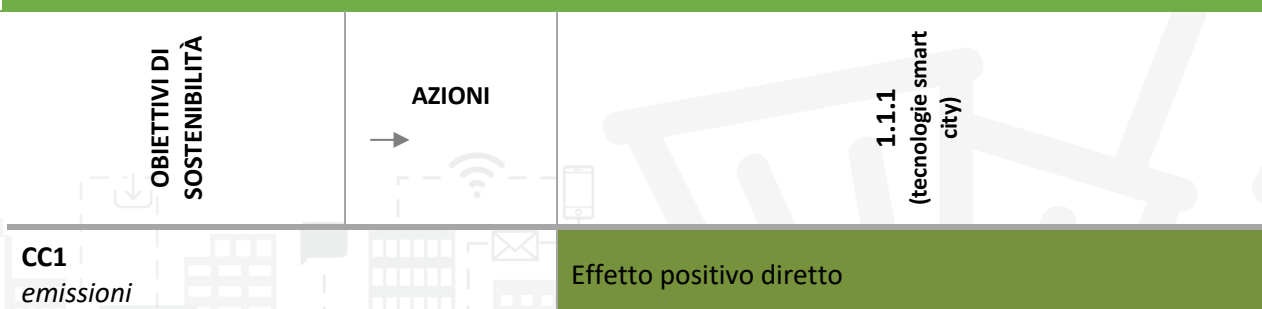 OBIETTIVI DI
SOSTENIBILITÀ
AZIONI
1.1.1
(tecnologie smart
city)
CC1
emissioni
Effetto positivo diretto